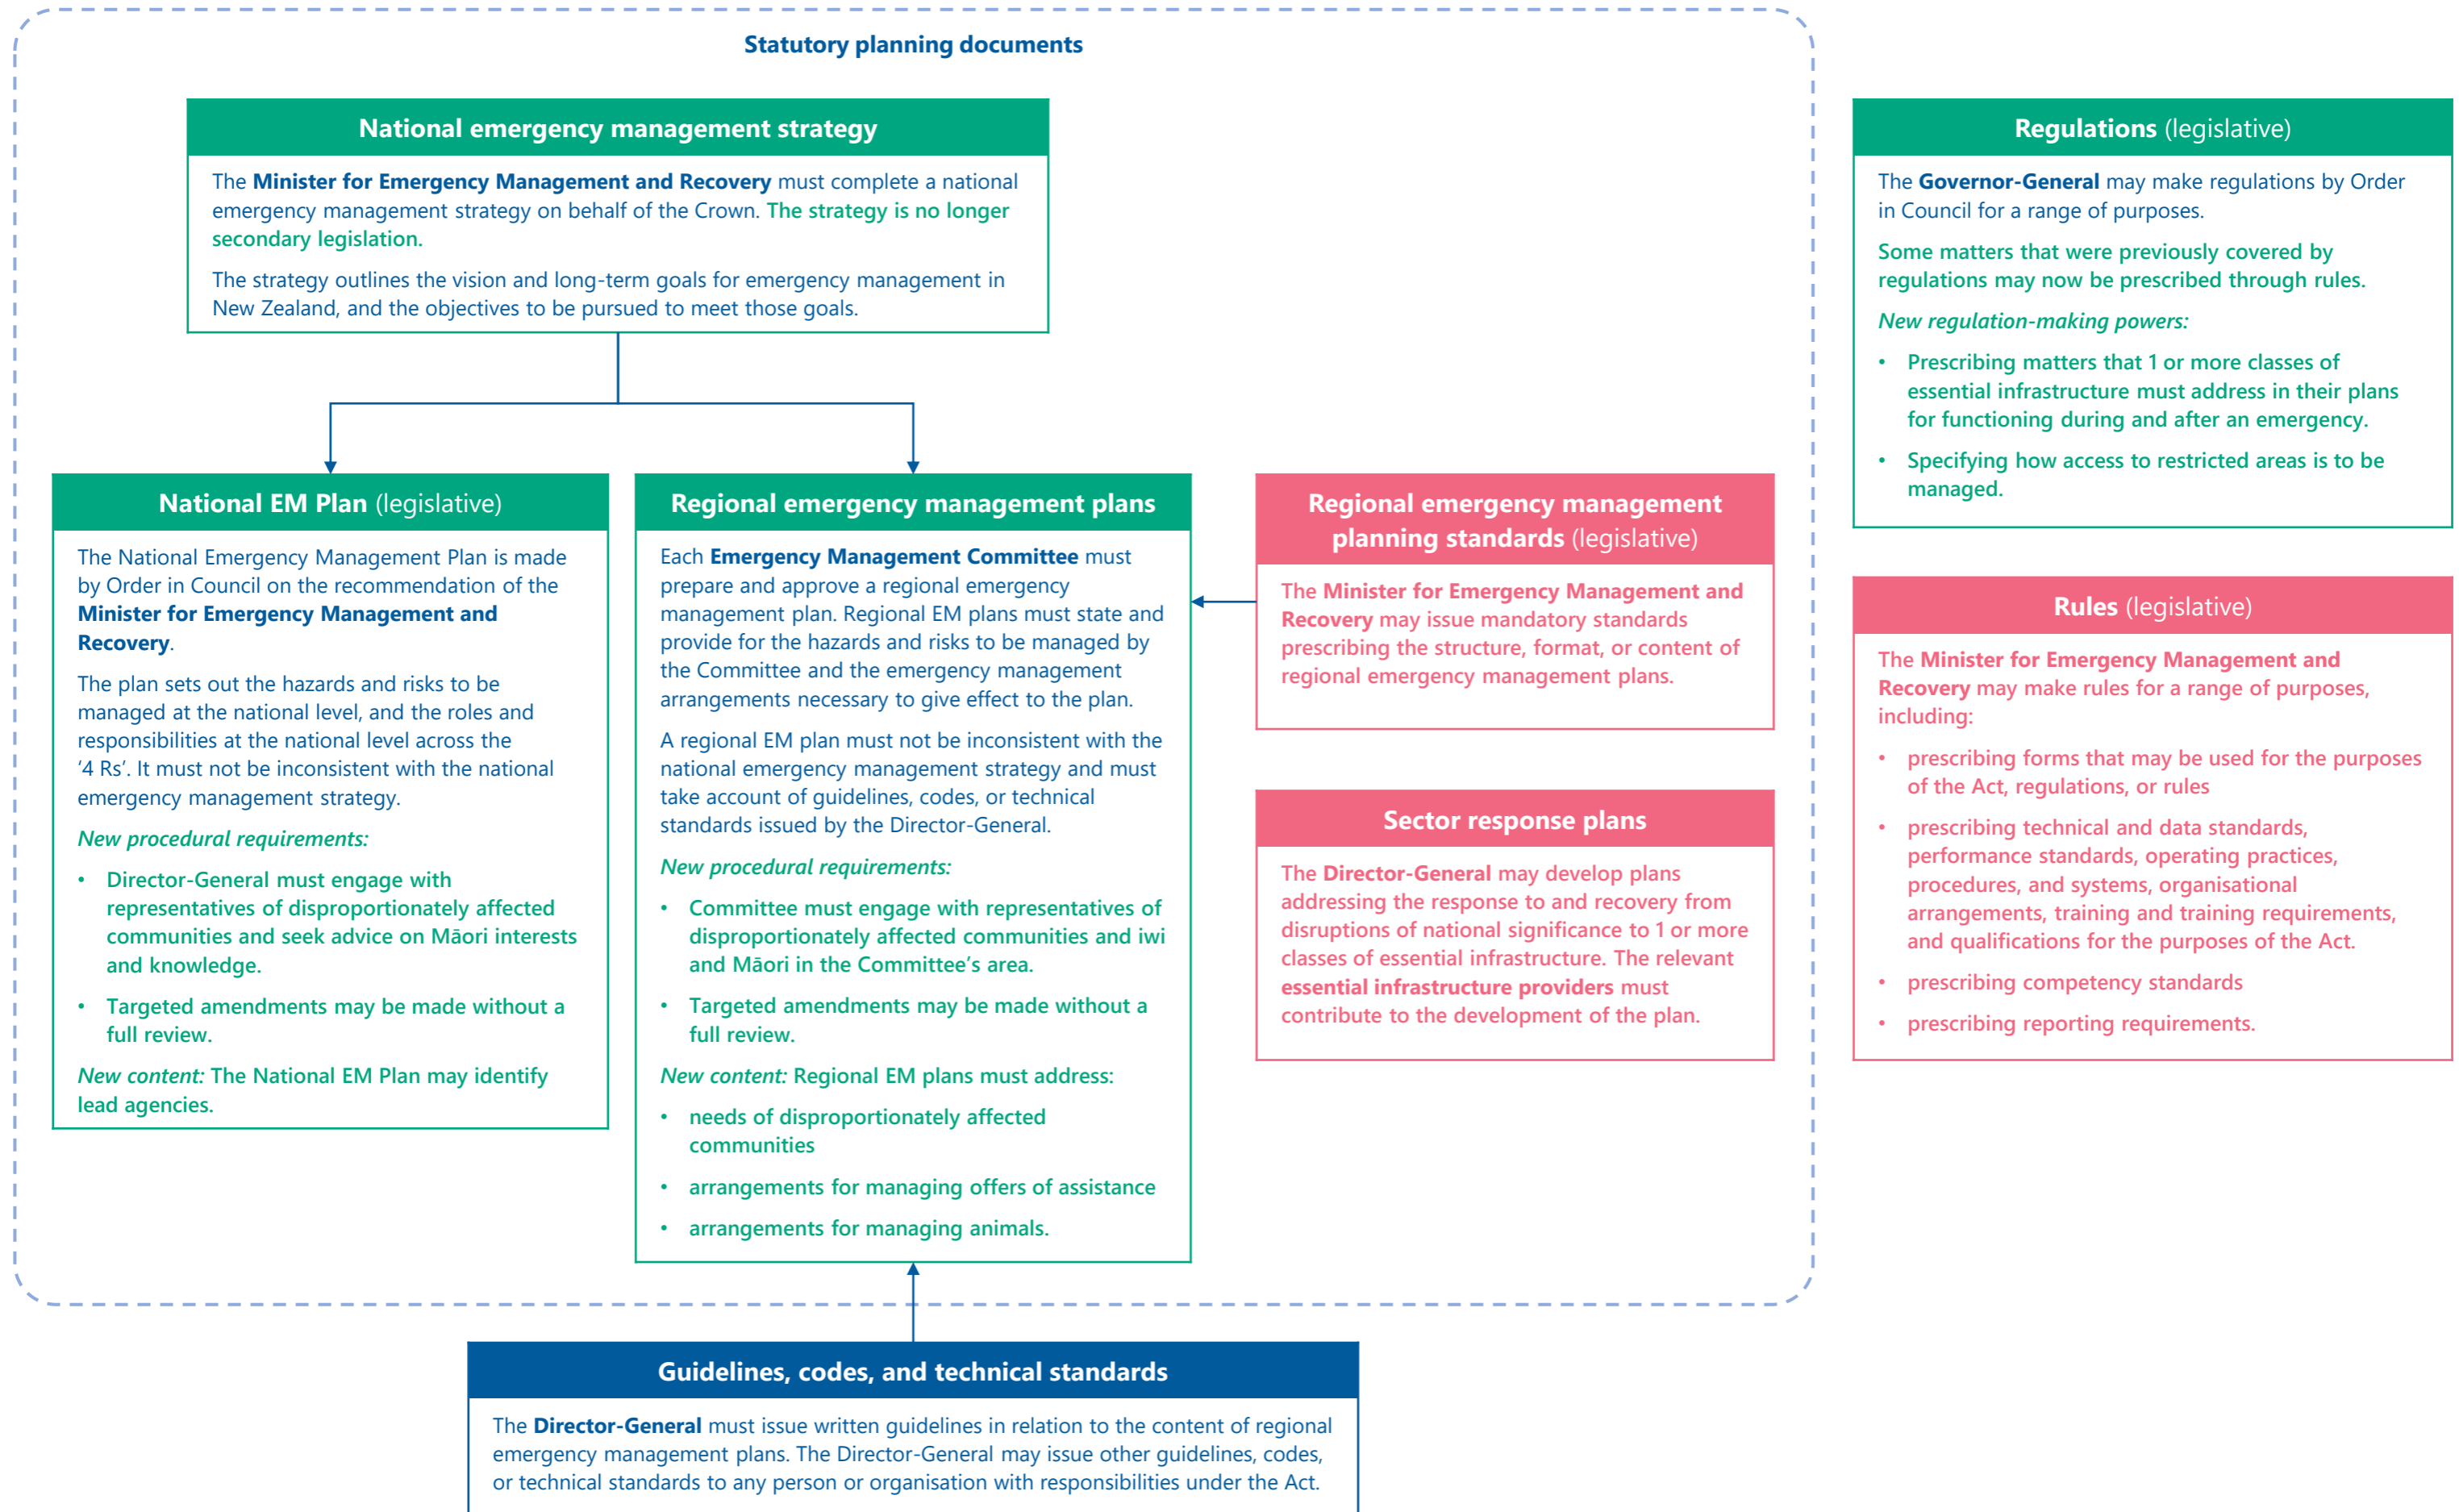 Statutory planning documents
National emergency management strategy
The Minister for Emergency Management and Recovery must complete a national
emergency management strategy on behalf of the Crown. The strategy is no longer
secondary legislation.
The strategy outlines the vision and long-term goals for emergency management in
New Zealand, and the objectives to be pursued to meet those goals.
National EM Plan (legislative)
The National Emergency Management Plan is made
by Order in Council on the recommendation of the
Minister for Emergency Management and
Recovery.
The plan sets out the hazards and risks to be
managed at the national level, and the roles and
responsibilities at the national level across the
‘4 Rs’. It must not be inconsistent with the national
emergency management strategy.
New procedural requirements:
• Director-General must engage with
representatives of disproportionately affected
communities and seek advice on Māori interests
and knowledge.
• Targeted amendments may be made without a
full review.
New content: The National EM Plan may identify
lead agencies.
Regional emergency management plans
Each Emergency Management Committee must
prepare and approve a regional emergency
management plan. Regional EM plans must state and
provide for the hazards and risks to be managed by
the Committee and the emergency management
arrangements necessary to give effect to the plan.
A regional EM plan must not be inconsistent with the
national emergency management strategy and must
take account of guidelines, codes, or technical
standards issued by the Director-General.
New procedural requirements:
• Committee must engage with representatives of
disproportionately affected communities and iwi
and Māori in the Committee’s area.
• Targeted amendments may be made without a
full review.
New content: Regional EM plans must address:
• needs of disproportionately affected
communities
• arrangements for managing offers of assistance
• arrangements for managing animals.
Regional emergency management
planning standards (legislative)
The Minister for Emergency Management and
Recovery may issue mandatory standards
prescribing the structure, format, or content of
regional emergency management plans.
Sector response plans
The Director-General may develop plans
addressing the response to and recovery from
disruptions of national significance to 1 or more
classes of essential infrastructure. The relevant
essential infrastructure providers must
contribute to the development of the plan.
Guidelines, codes, and technical standards
The Director-General must issue written guidelines in relation to the content of regional
emergency management plans. The Director-General may issue other guidelines, codes,
or technical standards to any person or organisation with responsibilities under the Act.
Regulations (legislative)
The Governor-General may make regulations by Order
in Council for a range of purposes.
Some matters that were previously covered by
regulations may now be prescribed through rules.
New regulation-making powers:
• Prescribing matters that 1 or more classes of
essential infrastructure must address in their plans
for functioning during and after an emergency.
• Specifying how access to restricted areas is to be
managed.
Rules (legislative)
The Minister for Emergency Management and
Recovery may make rules for a range of purposes,
including:
• prescribing forms that may be used for the purposes
of the Act, regulations, or rules
• prescribing technical and data standards,
performance standards, operating practices,
procedures, and systems, organisational
arrangements, training and training requirements,
and qualifications for the purposes of the Act.
• prescribing competency standards
• prescribing reporting requirements.